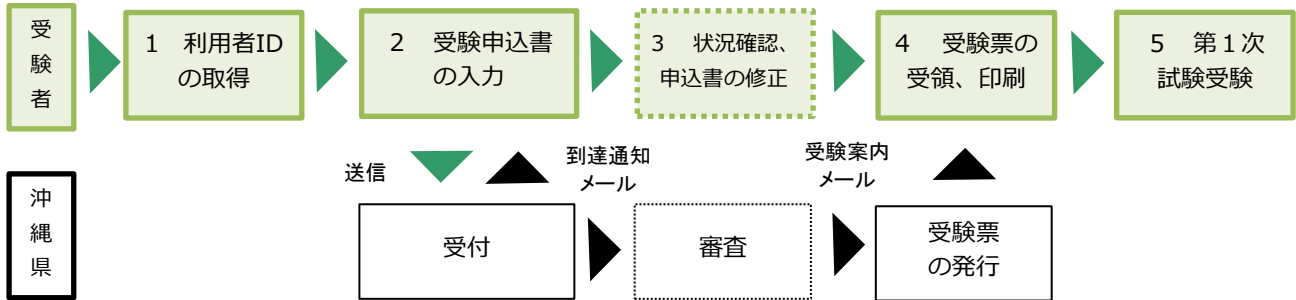 受験者
1　利用者ID
の取得
2　受験申込書
の入力
3　状況確認、
申込書の修正
4　受験票の
受領、印刷
5　第１次
試験受験
送信
到達通知
メール
受験案内
メール
沖縄県
受付
審査
受験票
の発行